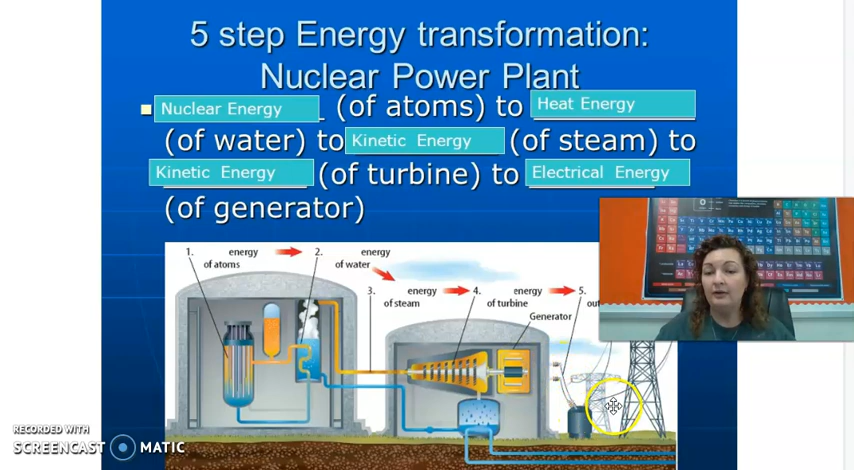 5 step Energy transformation:
Nuclear Power Plant
Nuclear Energy _ (of atoms) to Heat Energy
(of water) to Kinetic Energy (of steam) to
Kinetic Energy (of turbine) to Electrical Energy
(of generator)
1. energy of atoms
2. energy of water
3. energy of steam
4. energy of turbine
5. out
Generator
RECORDED WITH
SCREENCAST MATIC